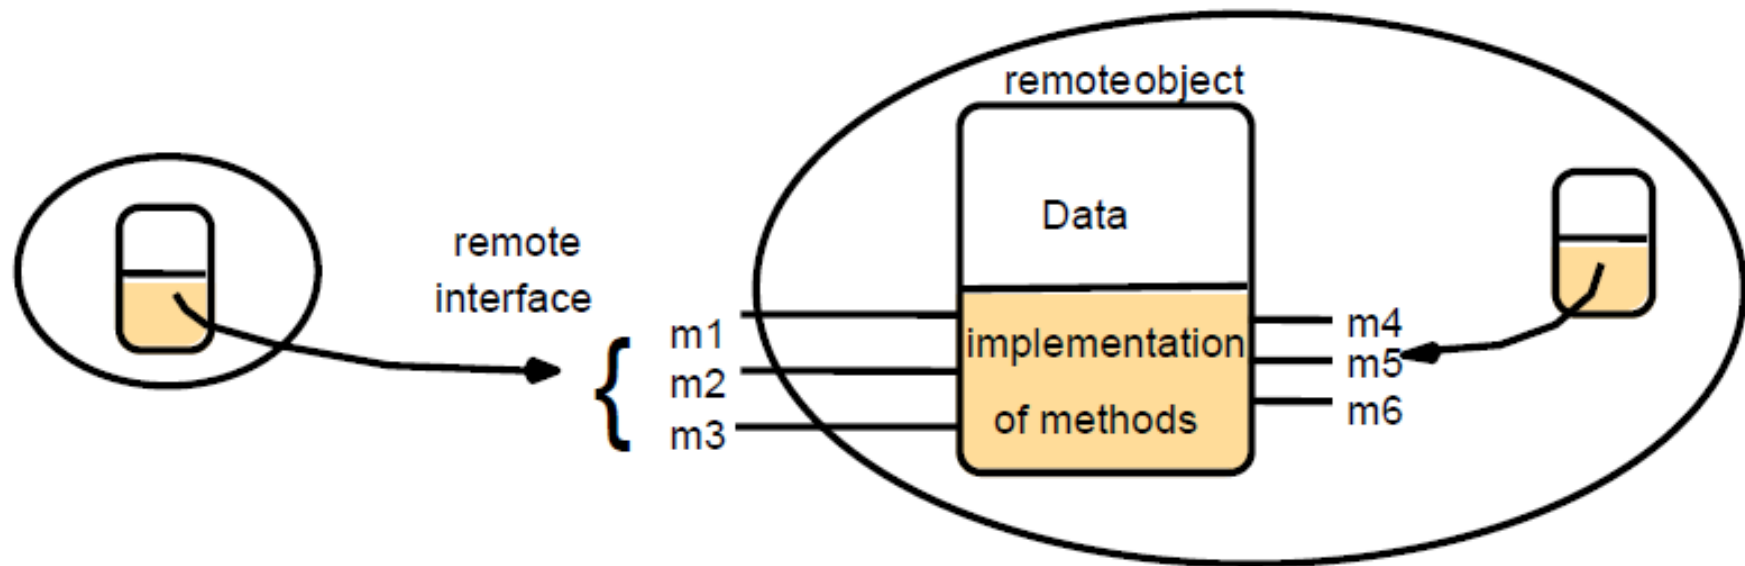 remoteobject
Data
remote
interface
{
m1
m2
m3
implementation
of methods
m4
m5
m6